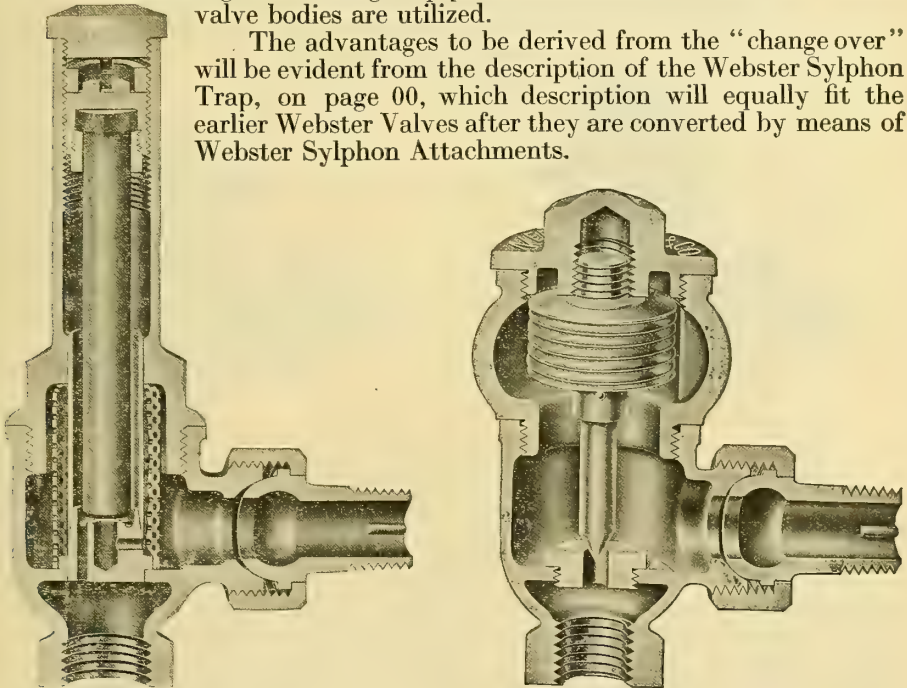 valve bodies are utilized.
The advantages to be derived from the “change over”
will be evident from the description of the Webster Sylphon
Trap, on page 00, which description will equally fit the
earlier Webster Valves after they are converted by means of
Webster Sylphon Attachments.
& CO